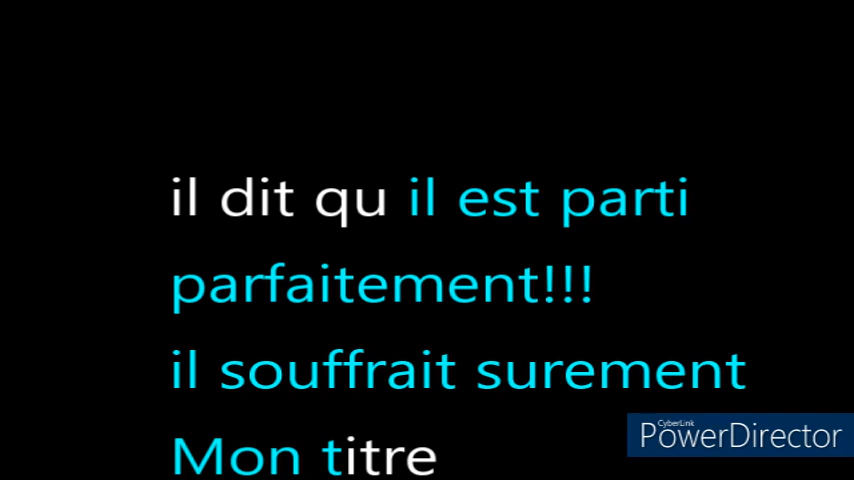 il dit qu il est parti
parfaitement!!!
il souffrait surement
Mon titre
CyberLink
PowerDirector